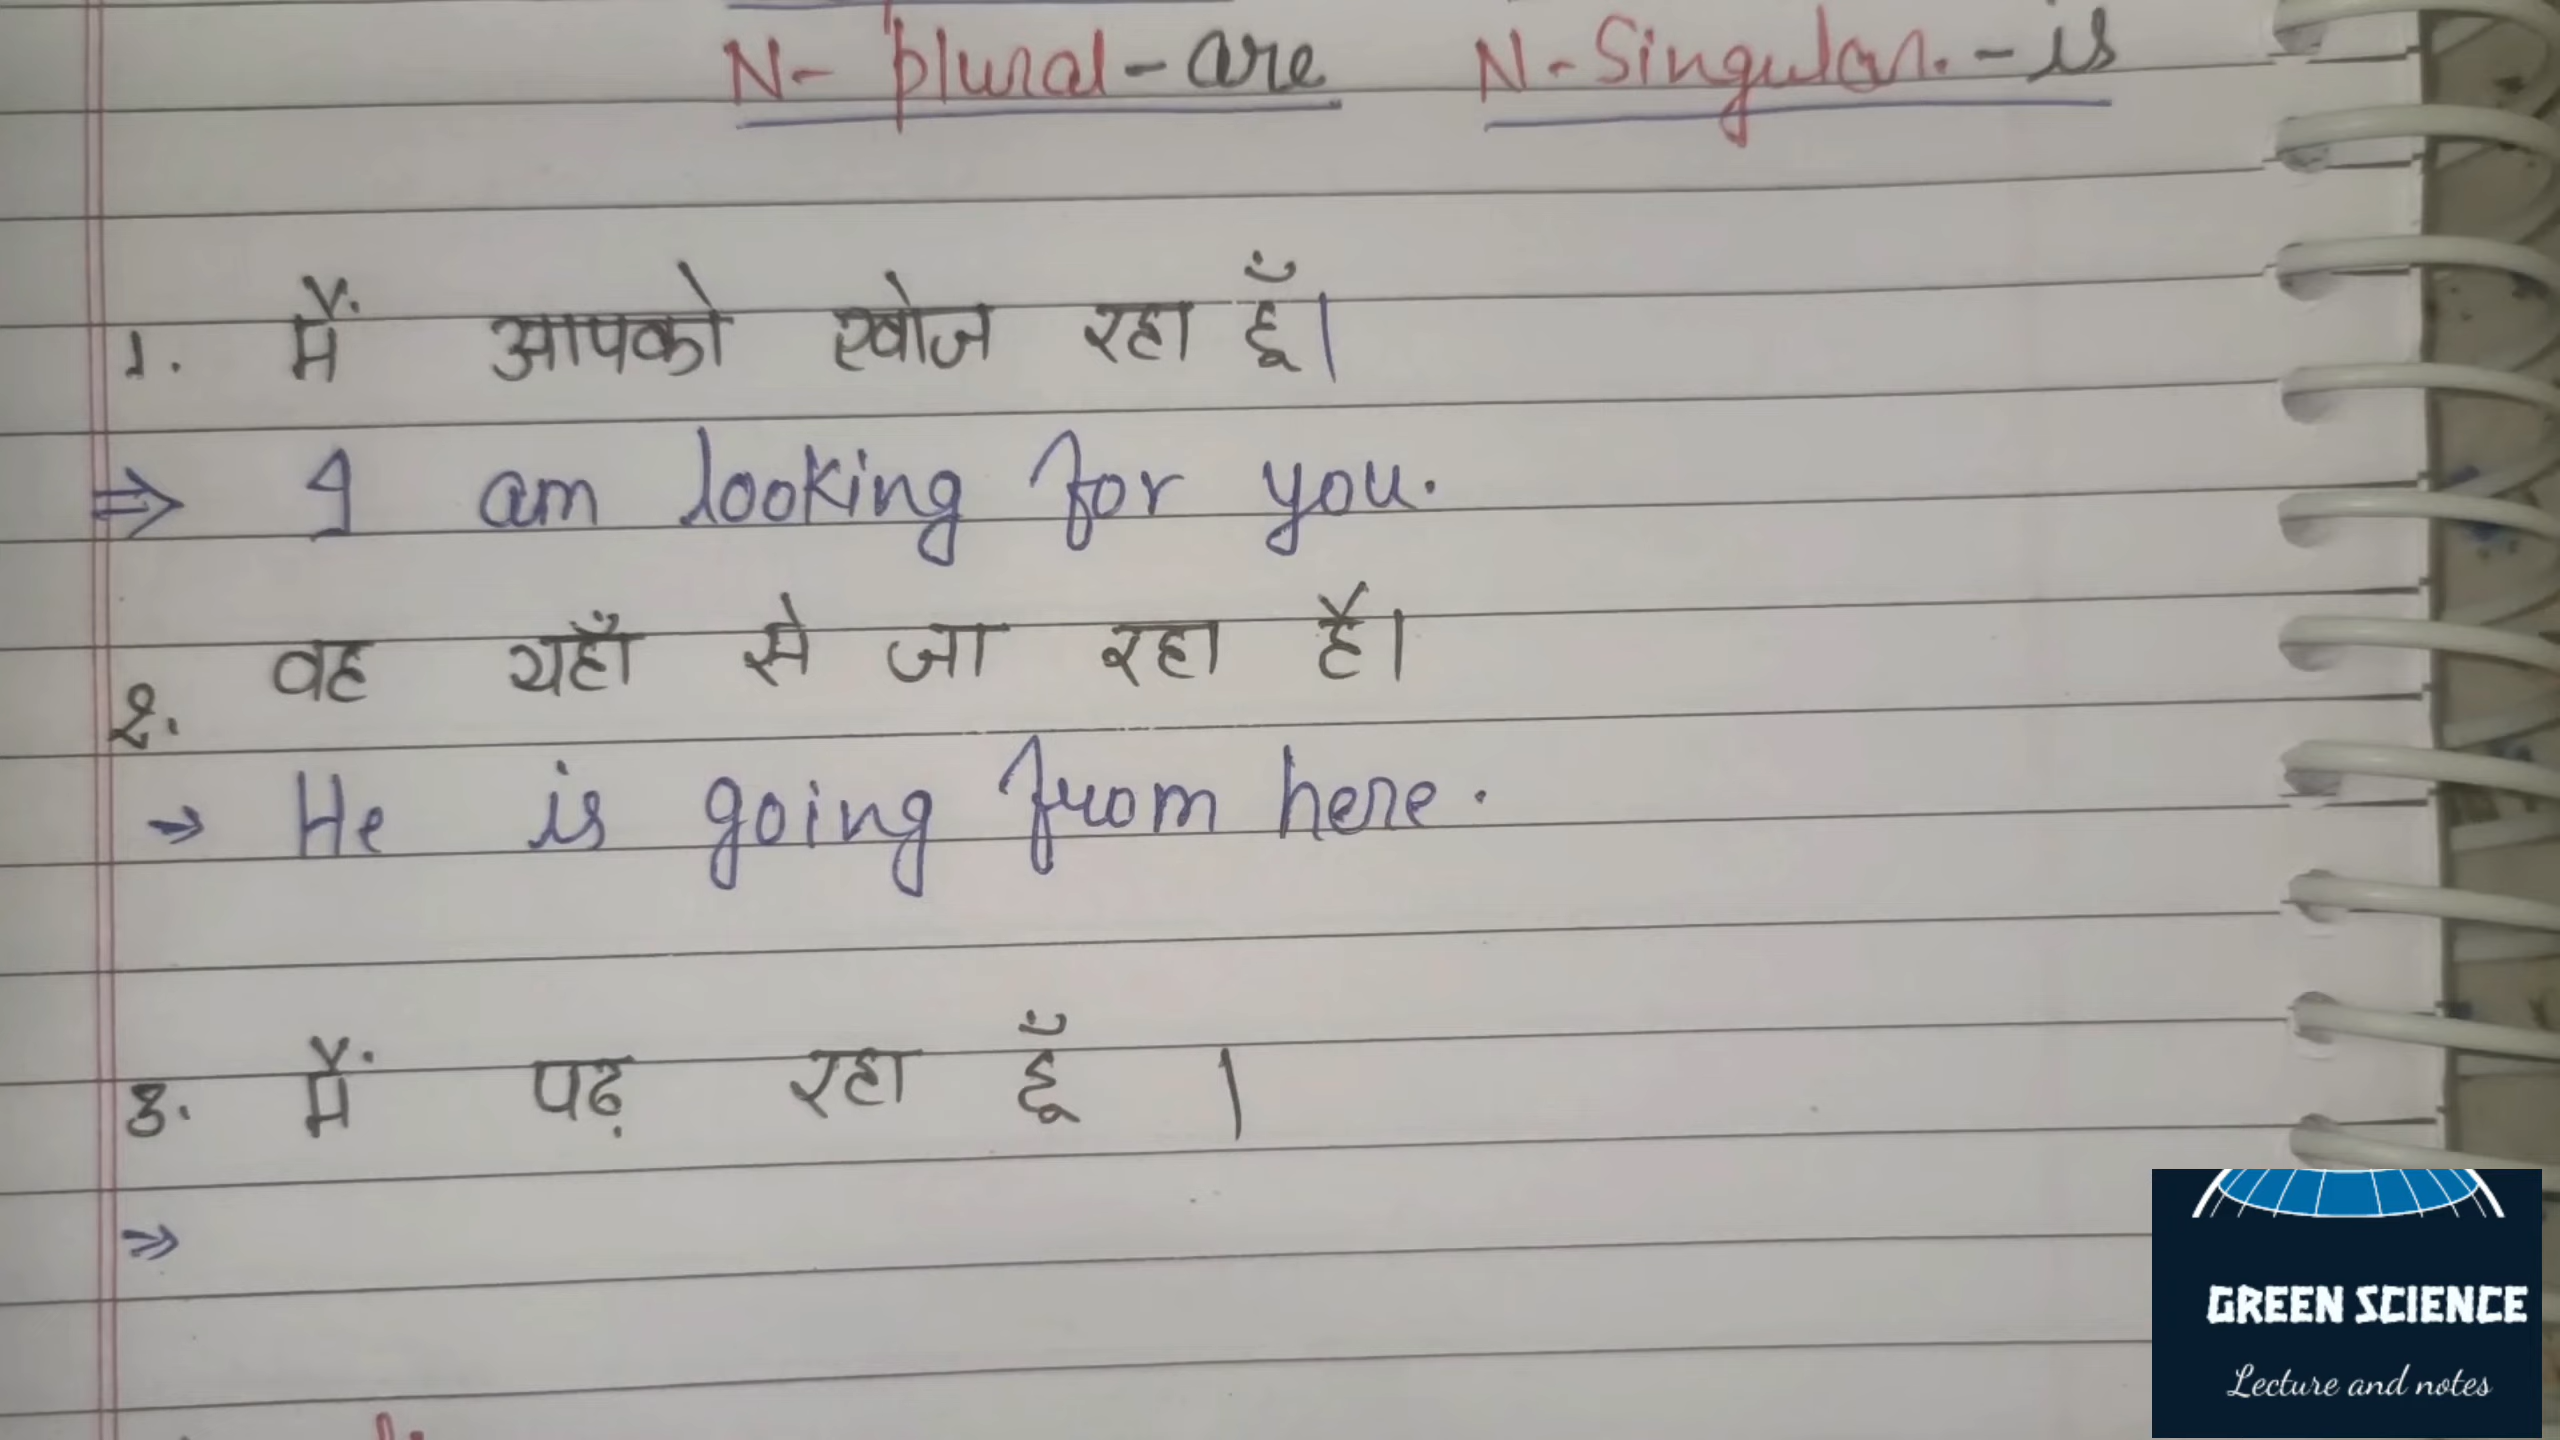 N- plural - are N- Singular. - is
1. मैं आपको खोज रहा हूँ।
⇒ I am looking for you.
2. वह यहाँ से जा रहा है।
→ He is going from here.
3. मैं पढ़ रहा हूँ ।
⇒
GREEN SCIENCE
Lecture and notes